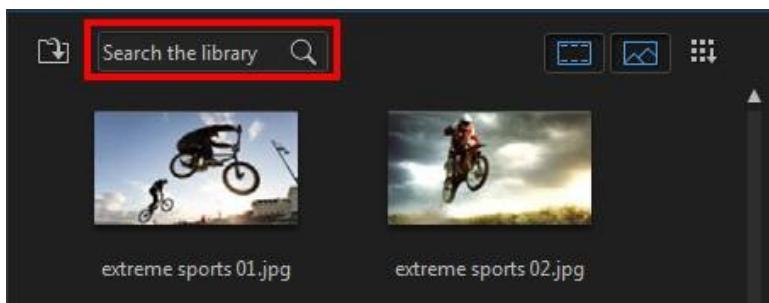 Search the library
extreme sports 01.jpg
extreme sports 02.jpg